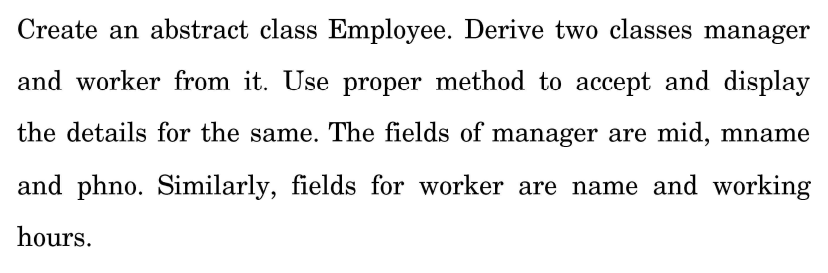 Create an abstract class Employee. Derive two classes manager
and worker from it. Use proper method to accept and display
the details for the same. The fields of manager are mid, mname
and phno. Similarly, fields for worker are name and working
hours.